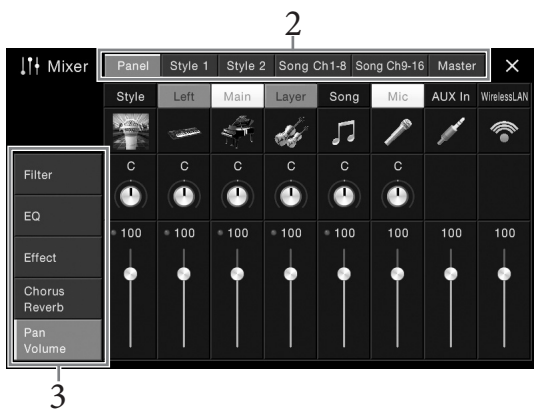 2
Mixer Panel Style 1 Style 2 Song Ch1-8 Song Ch9-16 Master ×
Style Left Main Layer Song Mic AUX In WirelessLAN
Filter
EQ
Effect
Chorus
Reverb
Pan
Volume
C C C C C C
100 100 100 100 100 100 100 100
3